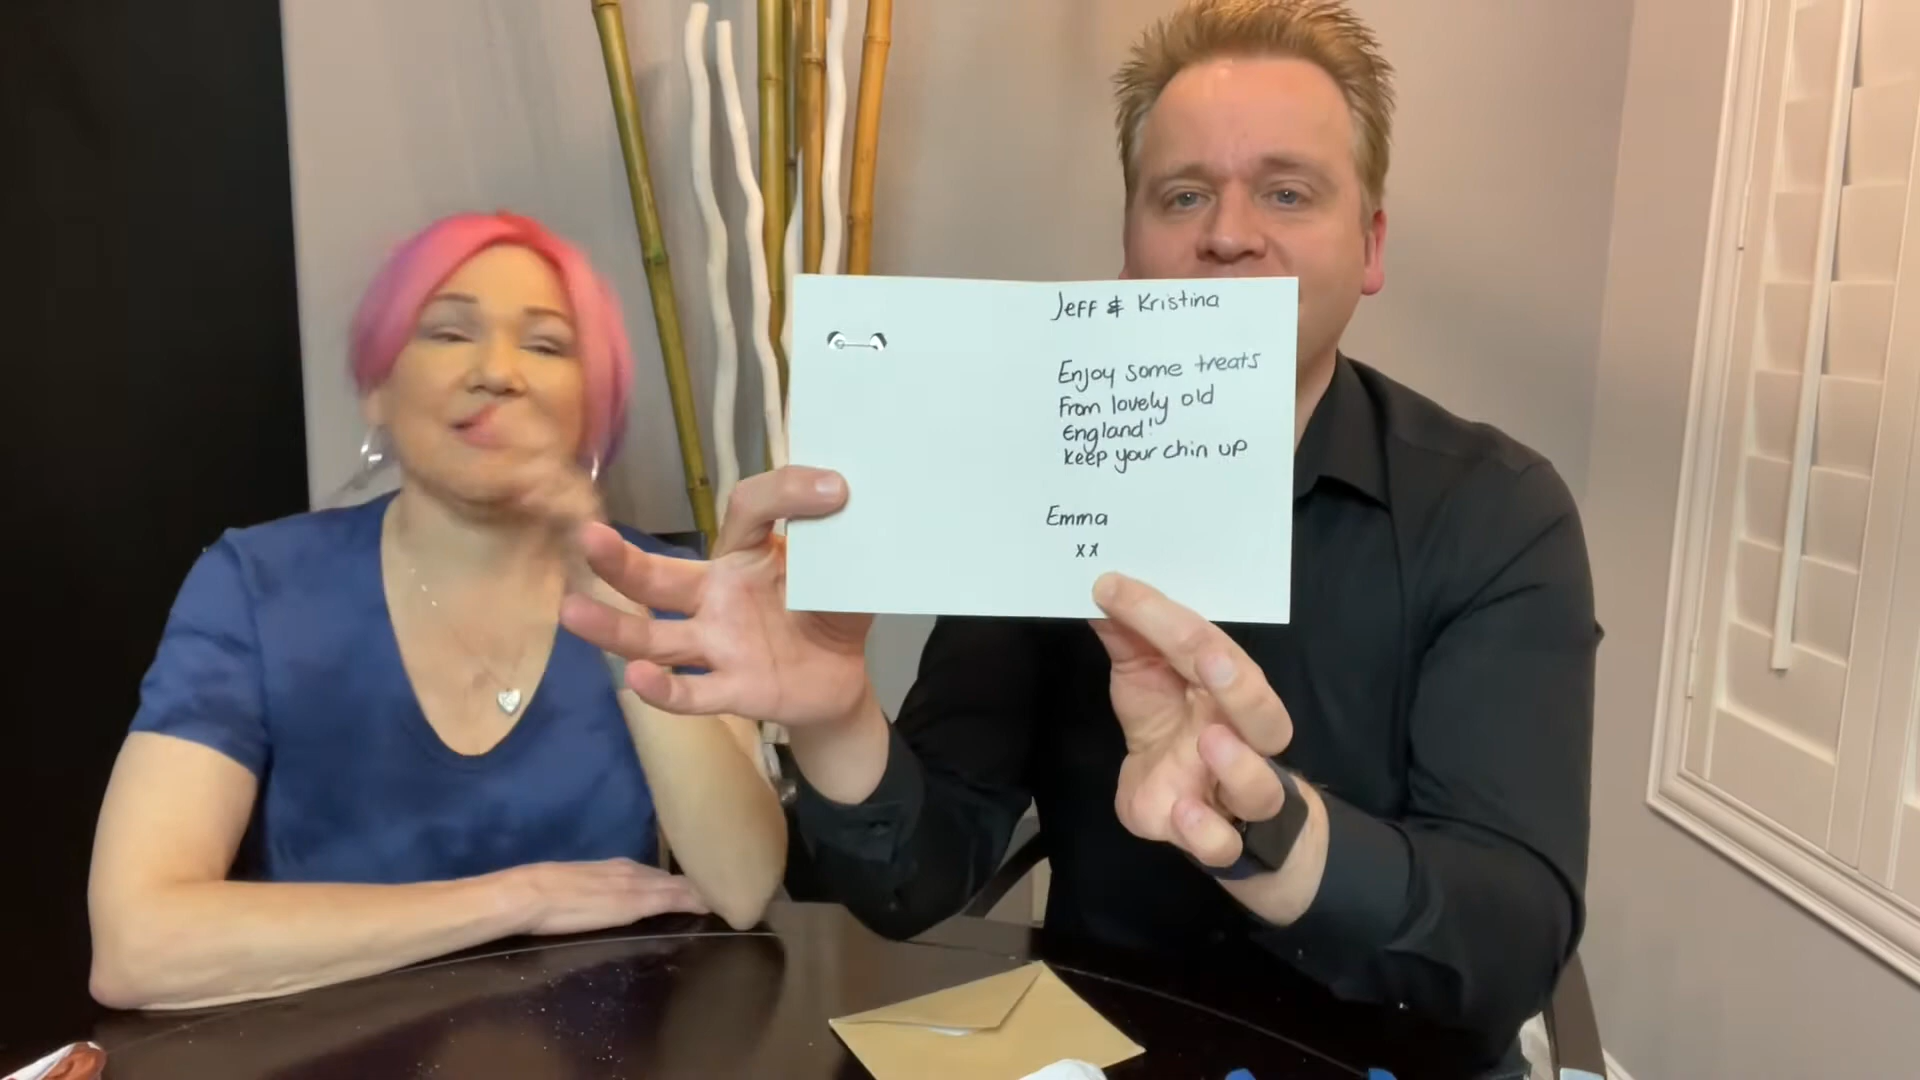 Jeff & Kristina
Enjoy some treats
From lovely old
England!
keep your chin up
Emma
xx